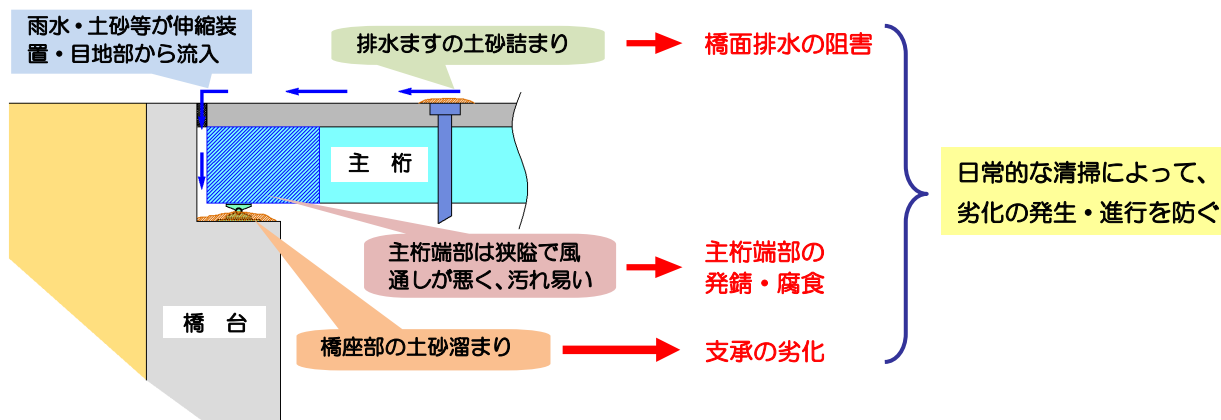 雨水・土砂等が伸縮装
置・目地部から流入
排水ますの土砂詰まり
橋面排水の阻害
主　桁
日常的な清掃によって、
劣化の発生・進行を防ぐ
主桁端部は狭隘で風
通しが悪く、汚れ易い
主桁端部の
発錆・腐食
橋　台
橋座部の土砂溜まり
支承の劣化